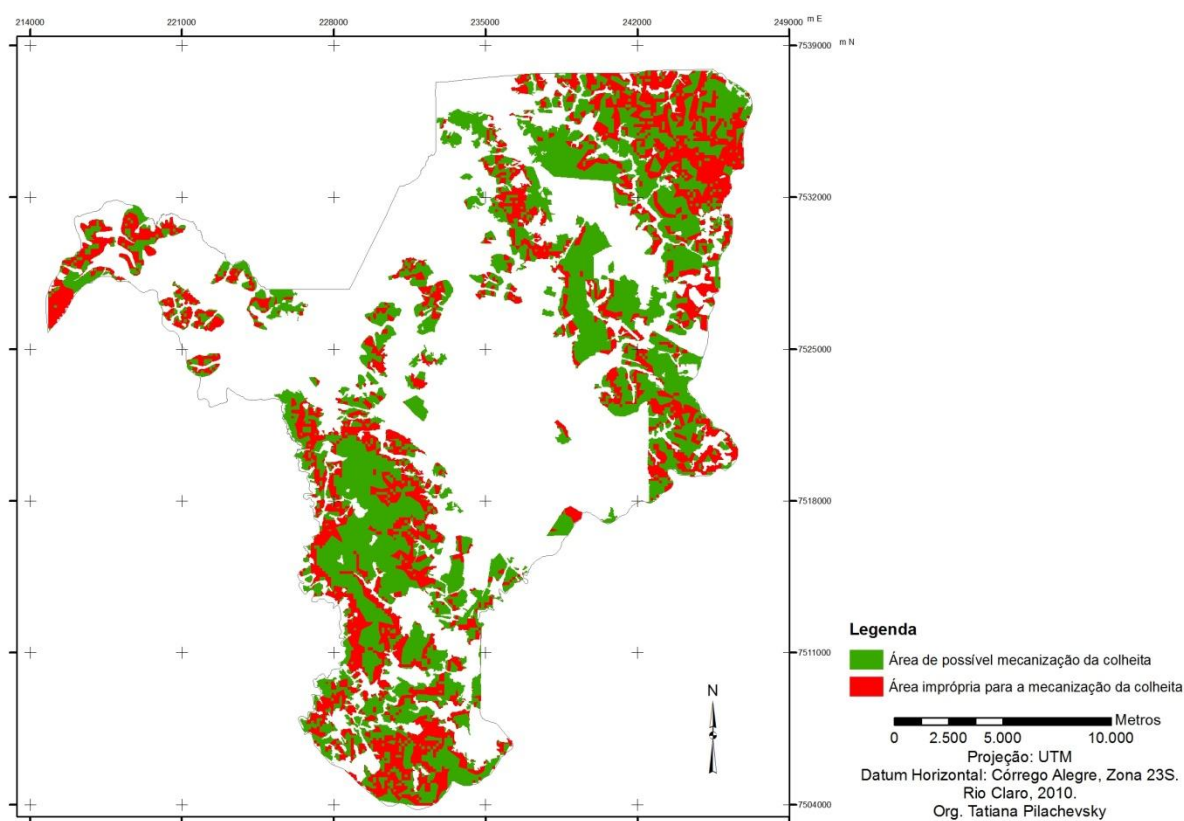 214000 221000 228000 235000 242000 m E 249000
7539000 m N
7532000
7525000
7518000
7511000
7504000
Legenda
Área de possível mecanização da colheita
Área imprópria para a mecanização da colheita
N
Metros
0 2.500 5.000 10.000
Projeção: UTM
Datum Horizontal: Córrego Alegre, Zona 23S.
Rio Claro, 2010.
Org. Tatiana Pilachevsky